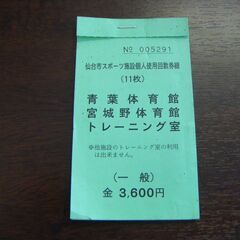 № 005291
仙台市スポーツ施設個人使用回数券綴
(11枚)
青葉体育館
宮城野体育館
トレーニング室
※他施設のトレーニング室の利用
は出来ません。
(一般)
金 3,600円